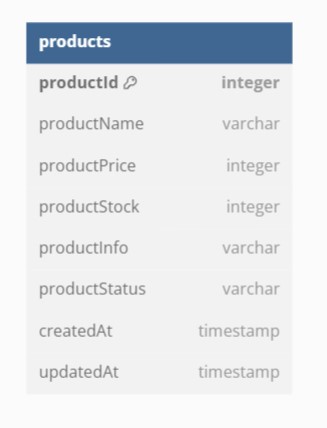 products
productId integer
productName varchar
productPrice integer
productStock integer
productInfo varchar
productStatus varchar
createdAt timestamp
updatedAt timestamp